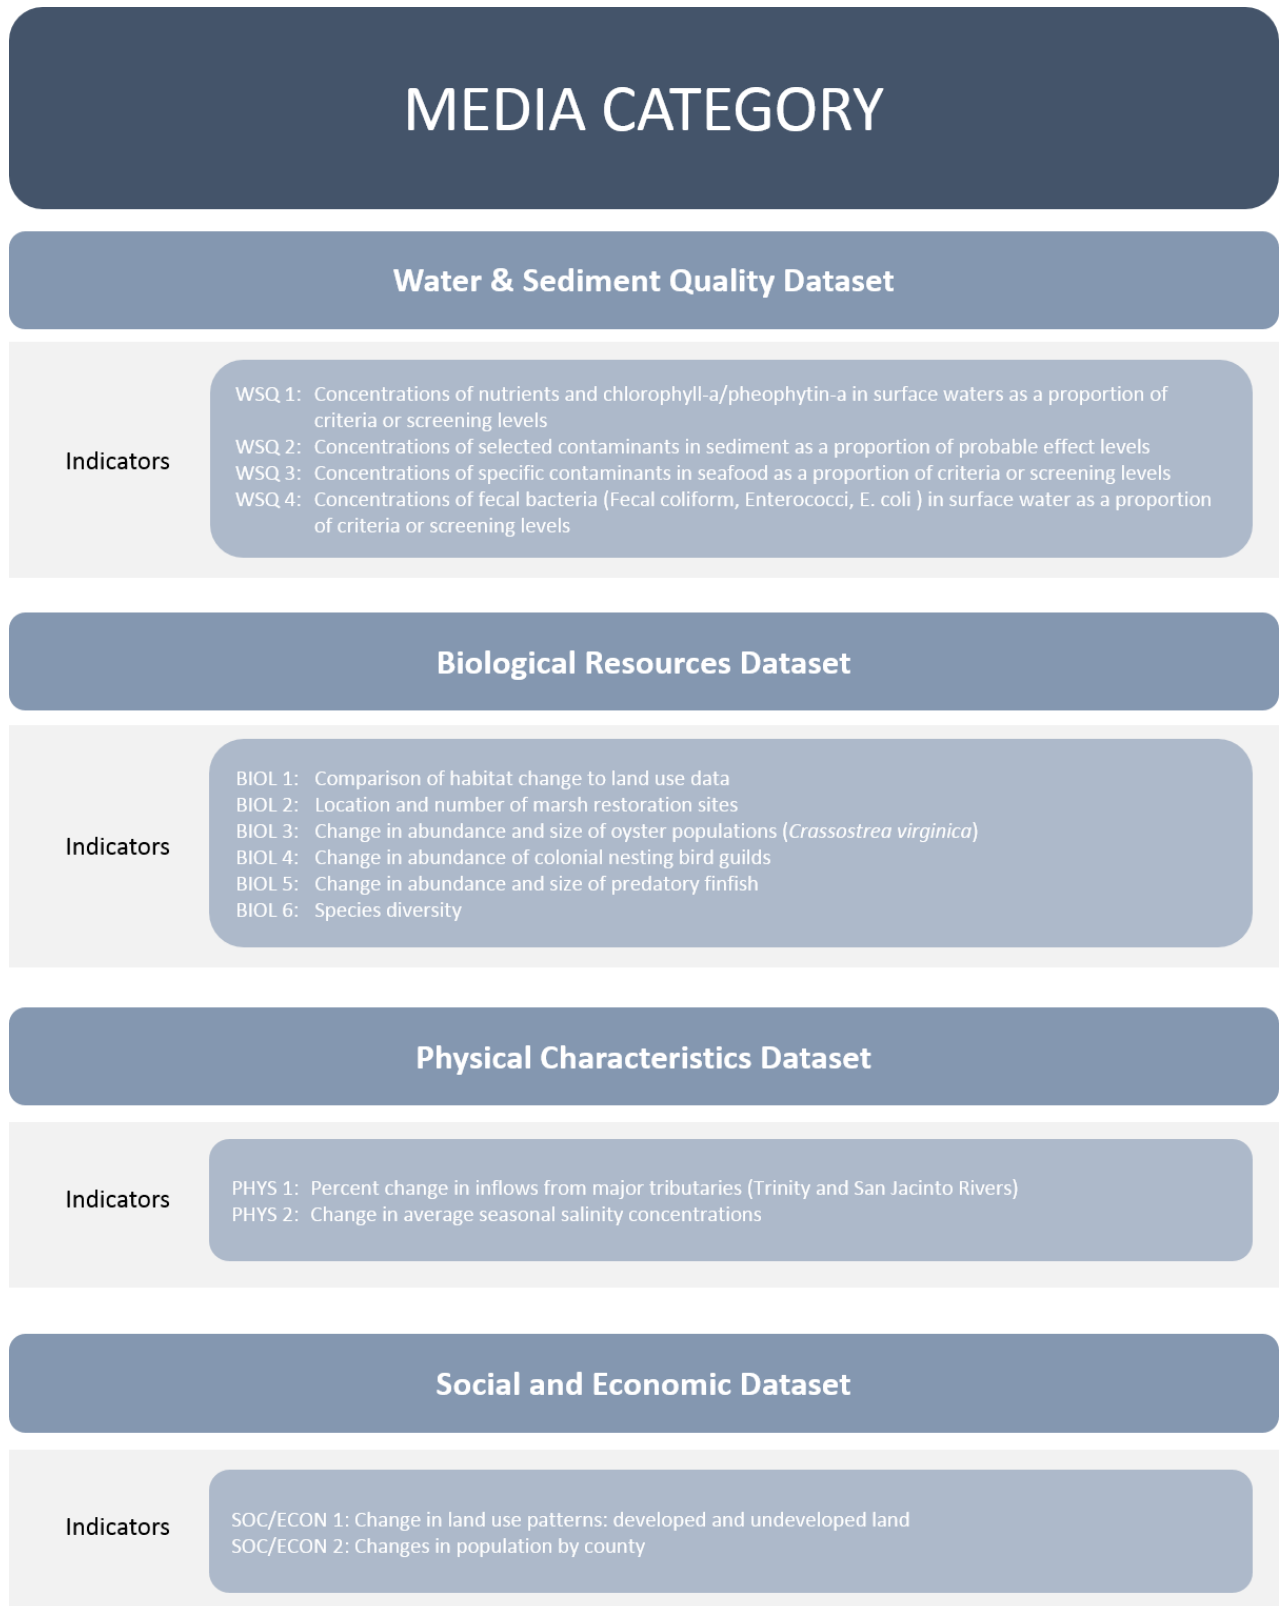 MEDIA CATEGORY
Water & Sediment Quality Dataset
Indicators
WSQ 1: Concentrations of nutrients and chlorophyll-a/pheophytin-a in surface waters as a proportion of
criteria or screening levels
WSQ 2: Concentrations of selected contaminants in sediment as a proportion of probable effect levels
WSQ 3: Concentrations of specific contaminants in seafood as a proportion of criteria or screening levels
WSQ 4: Concentrations of fecal bacteria (Fecal coliform, Enterococci, E. coli ) in surface water as a proportion
of criteria or screening levels
Biological Resources Dataset
Indicators
BIOL 1: Comparison of habitat change to land use data
BIOL 2: Location and number of marsh restoration sites
BIOL 3: Change in abundance and size of oyster populations (Crassostrea virginica)
BIOL 4: Change in abundance of colonial nesting bird guilds
BIOL 5: Change in abundance and size of predatory finfish
BIOL 6: Species diversity
Physical Characteristics Dataset
Indicators
PHYS 1: Percent change in inflows from major tributaries (Trinity and San Jacinto Rivers)
PHYS 2: Change in average seasonal salinity concentrations
Social and Economic Dataset
Indicators
SOC/ECON 1: Change in land use patterns: developed and undeveloped land
SOC/ECON 2: Changes in population by county